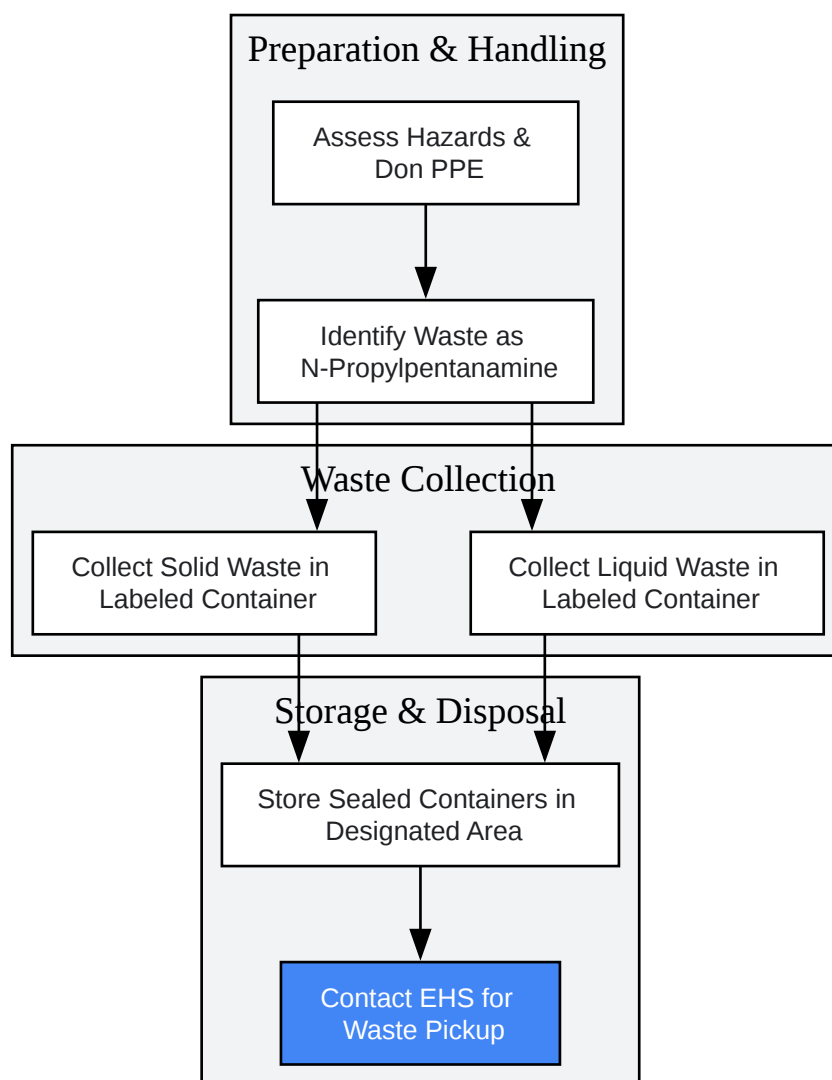 Preparation & Handling
Assess Hazards &
Don PPE
Identify Waste as
N-Propylpentanamine
Waste Collection
Collect Solid Waste in
Labeled Container
Collect Liquid Waste in
Labeled Container
Storage & Disposal
Store Sealed Containers in
Designated Area
Contact EHS for
Waste Pickup